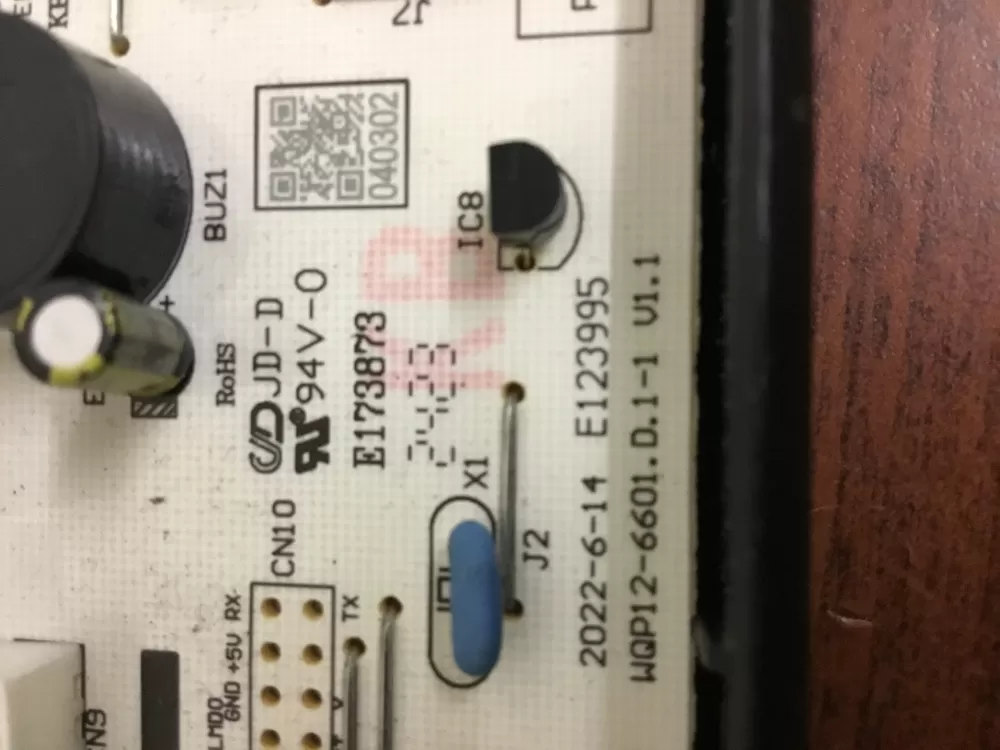 040302
BUZ1
IC8
+
RoHS
JD-D
94V-0
E173873
KB
2022-6-14 E123995
WQP12-6601.D.1-1 V1.1
X1
J2
CN10
RX
TX
+5V
GND